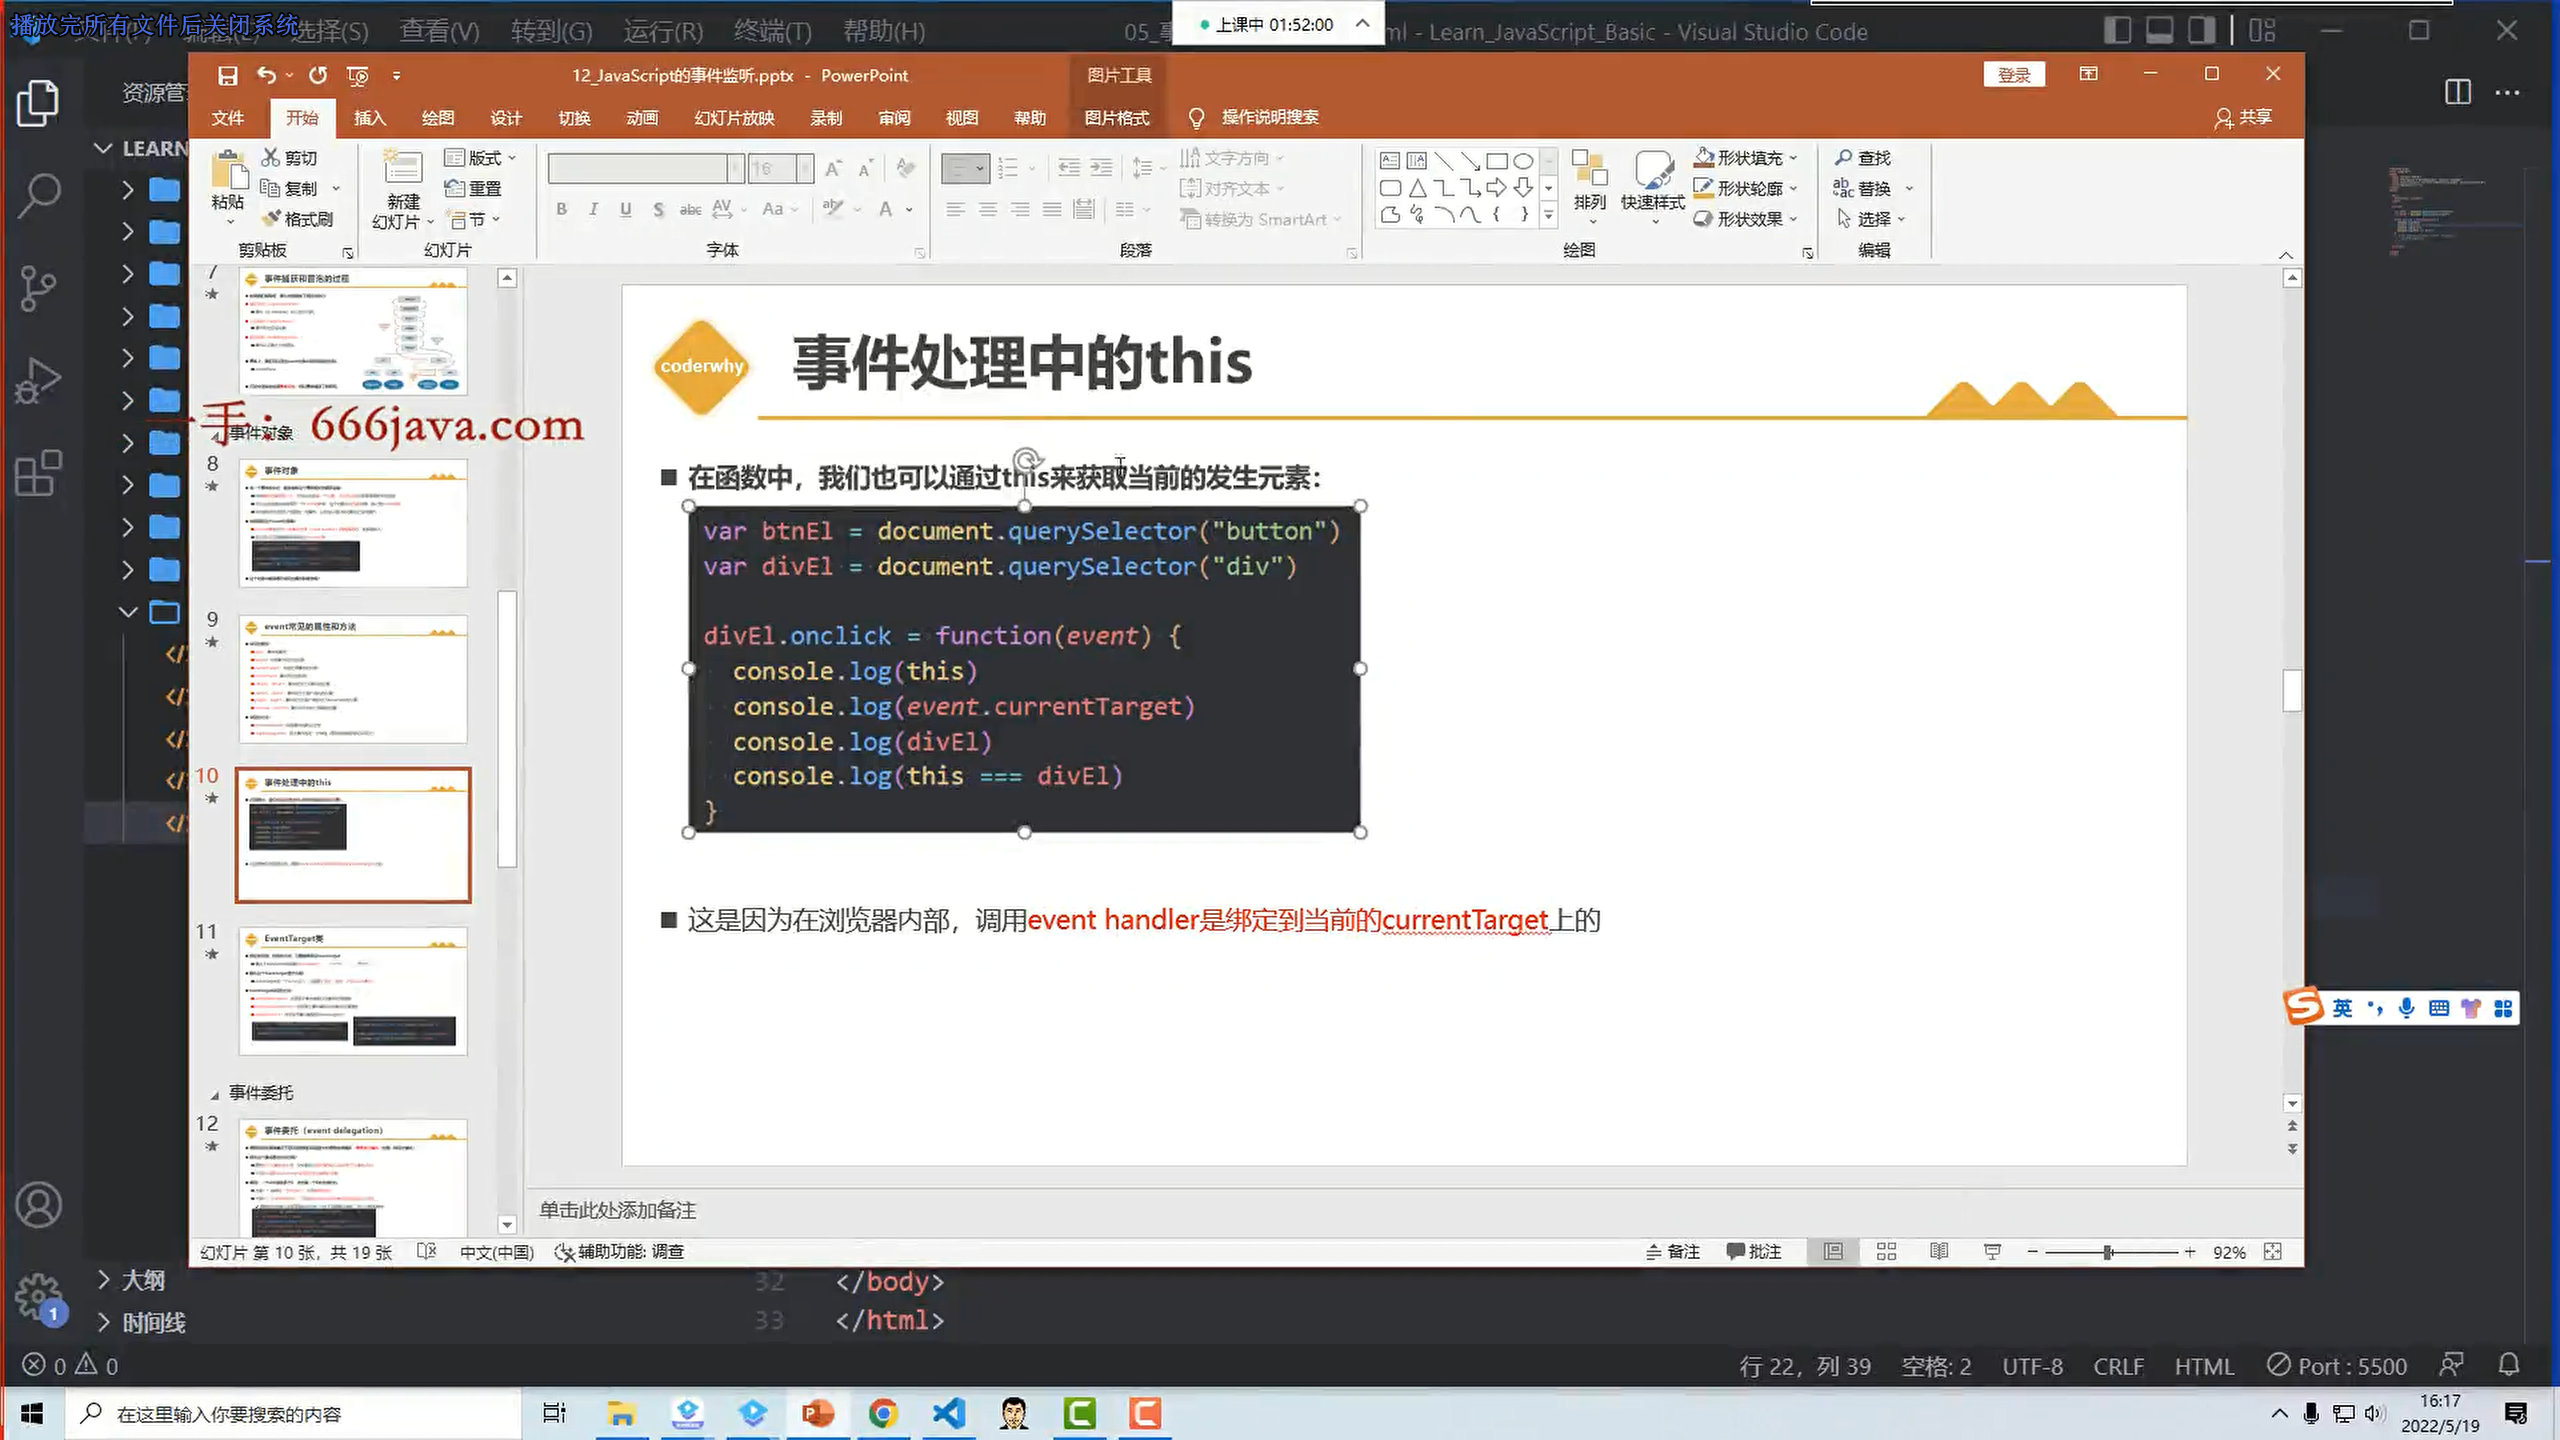 播放完所有文件后关闭系统
选择(S) 查看(V) 转到(G) 运行(R) 终端(T) 帮助(H)
上课中 01:52:00
ml - Learn_JavaScript_Basic - Visual Studio Code
12_JavaScript的事件监听.pptx - PowerPoint
图片工具
登录
资源管
文件 开始 插入 绘图 设计 切换 动画 幻灯片放映 录制 审阅 视图 帮助 图片格式 操作说明搜索 共享
LEARN
粘贴 剪切 复制 格式刷
剪贴板
新建
幻灯片
版式 重置 节
幻灯片
16
字体
文字方向
对齐文本
转换为 SmartArt
段落
排列 快速样式
形状填充
形状轮廓
形状效果
绘图
查找
替换
选择
编辑
7
事件捕获和冒泡的过程
一手：666java.com
事件对象
8
事件对象
9
event常见的属性和方法
10
事件处理中的this
11
EventTarget类
事件委托
12
事件委托（event delegation）
coderwhy
事件处理中的this
在函数中，我们也可以通过this来获取当前的发生元素：
var btnEl = document.querySelector("button")
var divEl = document.querySelector("div")
divEl.onclick = function(event) {
console.log(this)
console.log(event.currentTarget)
console.log(divEl)
console.log(this === divEl)
}
这是因为在浏览器内部，调用event handler是绑定到当前的currentTarget上的
英
单击此处添加备注
幻灯片 第 10 张，共 19 张 中文(中国) 辅助功能: 调查 备注 批注 92%
大纲
时间线
32 </body>
33 </html>
0 0
行 22，列 39 空格: 2 UTF-8 CRLF HTML Port : 5500
1
在这里输入你要搜索的内容
16:17
2022/5/19